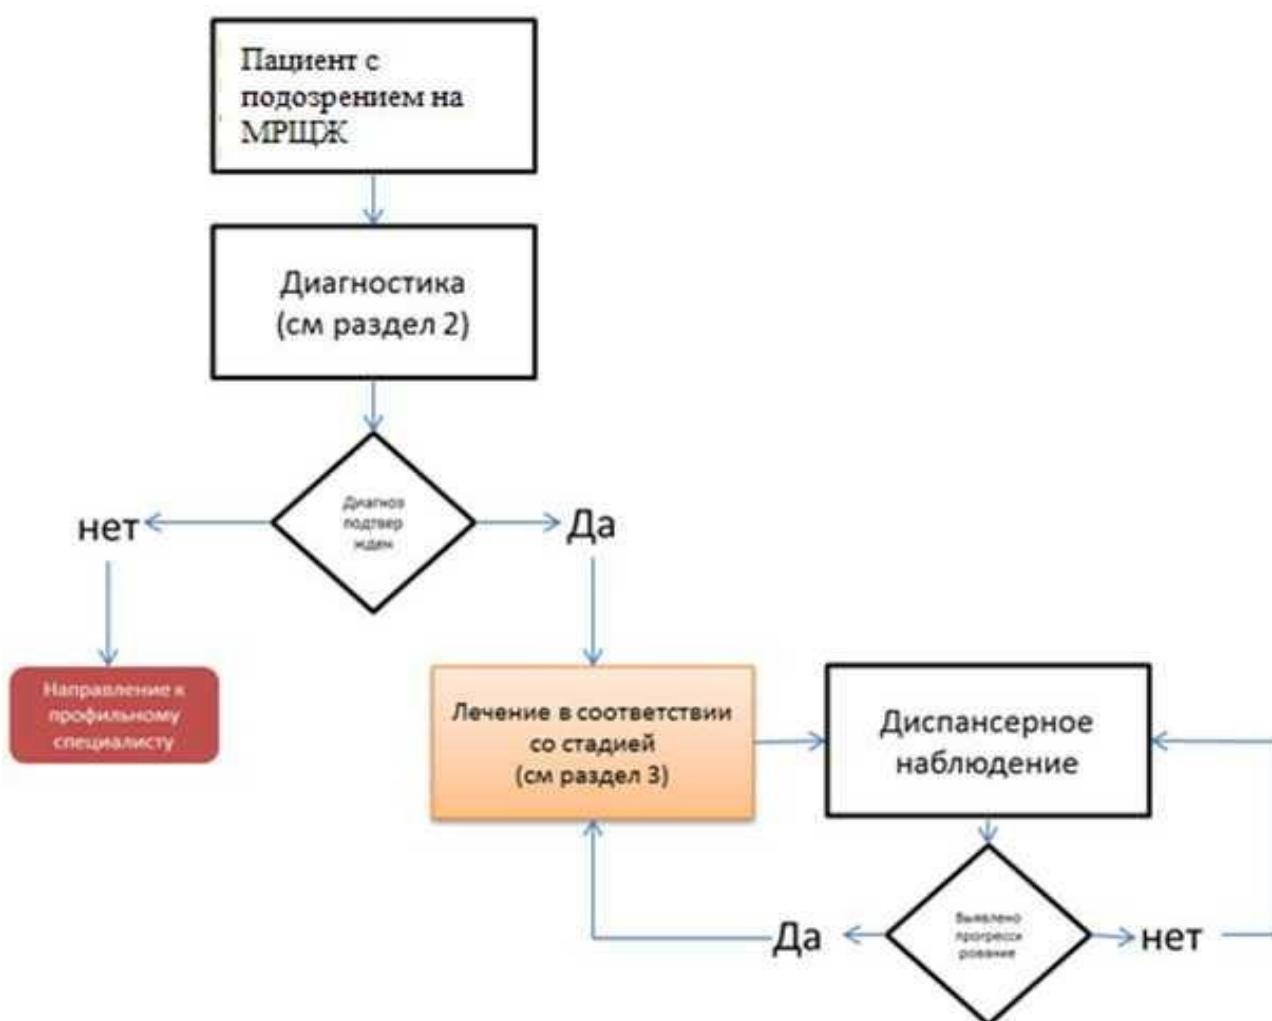 Пациент с
подозрением на
МРЩЖ
Диагностика
(см раздел 2)
Диагноз
подтвер
жден
нет
Да
Направление к
профильному
специалисту
Лечение в соответствии
со стадией
(см раздел 3)
Диспансерное
наблюдение
Выявлено
прогресси
рование
Да
нет